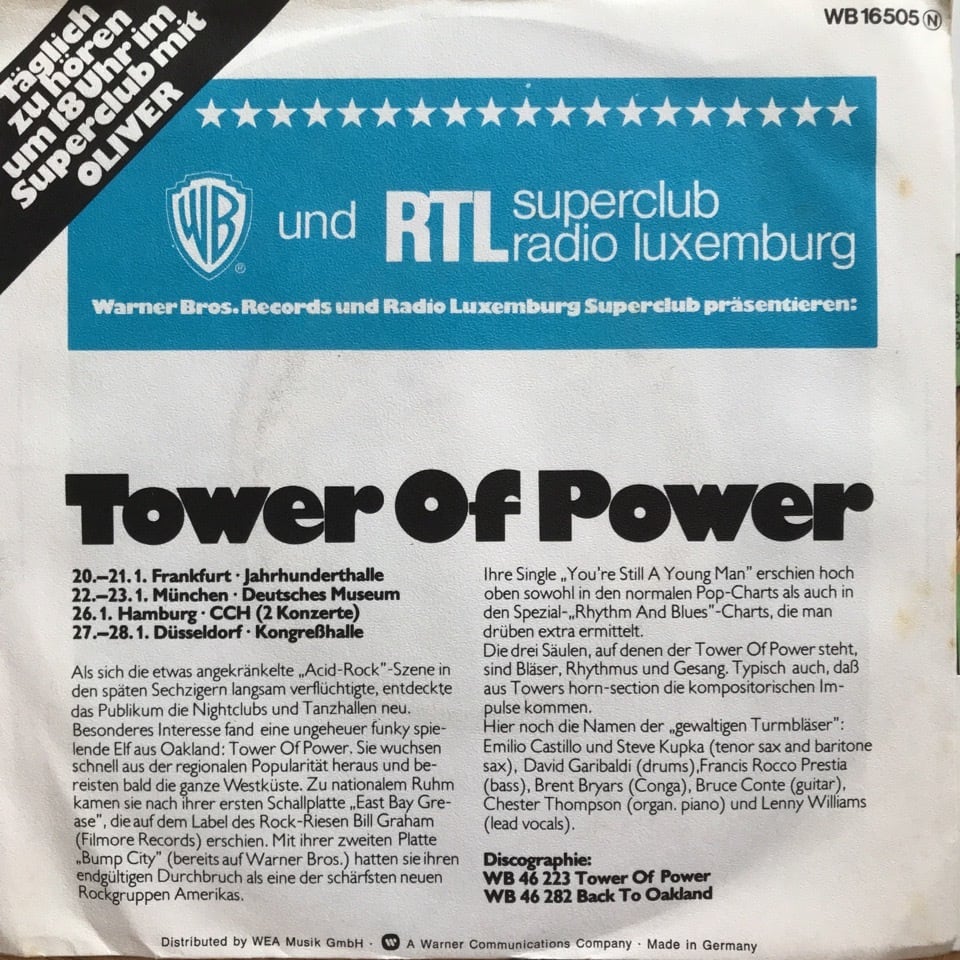 Täglich
zu hören
um 18 Uhr im
Superclub mit
OLIVER
WB 16 505 Ⓝ
WB
®
und
RTL
superclub
radio luxemburg
Warner Bros. Records und Radio Luxemburg Superclub präsentieren:
Tower Of Power
20.–21. 1. Frankfurt · Jahrhunderthalle
22.–23. 1. München · Deutsches Museum
26. 1. Hamburg · CCH (2 Konzerte)
27.–28. 1. Düsseldorf · Kongreßhalle
Als sich die etwas angekränkelte „Acid-Rock”-Szene in
den späten Sechzigern langsam verflüchtigte, entdeckte
das Publikum die Nightclubs und Tanzhallen neu.
Besonderes Interesse fand eine ungeheuer funky spie-
lende Elf aus Oakland: Tower Of Power. Sie wuchsen
schnell aus der regionalen Popularität heraus und be-
reisten bald die ganze Westküste. Zu nationalem Ruhm
kamen sie nach ihrer ersten Schallplatte „East Bay Gre-
ase”, die auf dem Label des Rock-Riesen Bill Graham
(Filmore Records) erschien. Mit ihrer zweiten Platte
„Bump City” (bereits auf Warner Bros.) hatten sie ihren
endgültigen Durchbruch als eine der schärfsten neuen
Rockgruppen Amerikas.
Ihre Single „You're Still A Young Man” erschien hoch
oben sowohl in den normalen Pop-Charts als auch in
den Spezial-„Rhythm And Blues”-Charts, die man
drüben extra ermittelt.
Die drei Säulen, auf denen der Tower Of Power steht,
sind Bläser, Rhythmus und Gesang. Typisch auch, daß
aus Towers horn-section die kompositorischen Im-
pulse kommen.
Hier noch die Namen der „gewaltigen Turmbläser”:
Emilio Castillo und Steve Kupka (tenor sax and baritone
sax), David Garibaldi (drums),Francis Rocco Prestia
(bass), Brent Bryars (Conga), Bruce Conte (guitar),
Chester Thompson (organ. piano) und Lenny Williams
(lead vocals).
Discographie:
WB 46 223 Tower Of Power
WB 46 282 Back To Oakland
Distributed by WEA Musik GmbH · A Warner Communications Company · Made in Germany